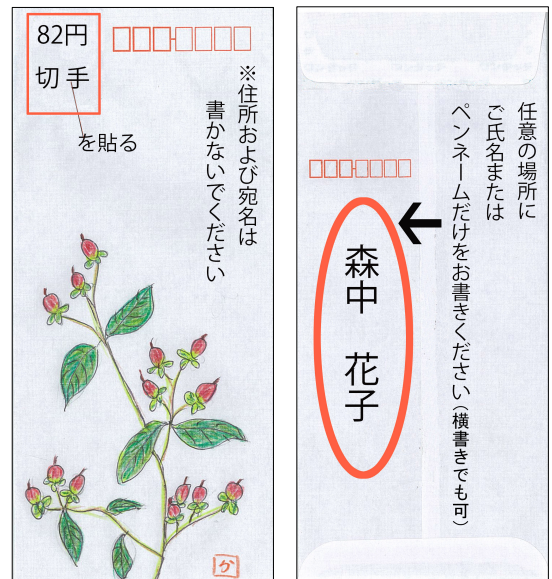 82円
切手
を貼る
※住所および宛名は
書かないでください
か
任意の場所に
ご氏名または
ペンネームだけをお書きください(横書きでも可)
森中 花子